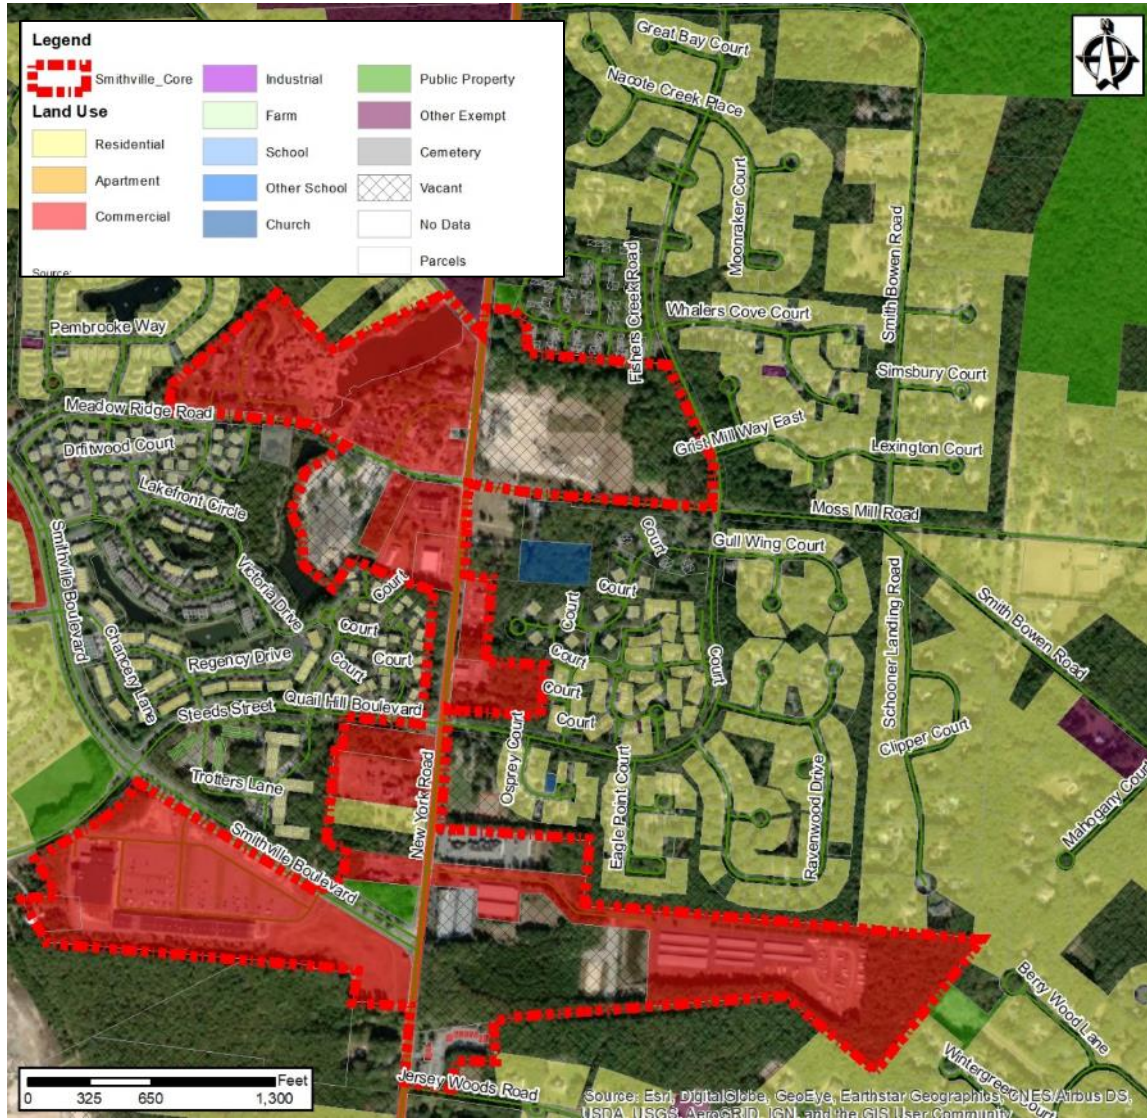 Legend
Smithville_Core
Land Use
Residential
Apartment
Commercial
Industrial
Farm
School
Other School
Church
Public Property
Other Exempt
Cemetery
Vacant
No Data
Parcels
Source:
N
Great Bay Court
Nacote Creek Place
Moonraker Court
Smith Bowen Road
Fishers Creek Road
Whalers Cove Court
Pembrooke Way
Simsbury Court
Meadow Ridge Road
Grist Mill Way East
Lexington Court
Drfitwood Court
Lakefront Circle
Moss Mill Road
Smithville Boulevard
Victoria Drive
Court
Court
Court
Court
Court
Gull Wing Court
Court
Court
Court
Court
Court
Court
Schooner Landing Road
Smith Bowen Road
Chancery Lane
Regency Drive
Quail Hill Boulevard
Steeds Street
Clipper Court
Trotters Lane
New York Road
Osprey Court
Eagle Point Court
Ravenwood Drive
Mahogany Court
Smithville Boulevard
Berry Wood Lane
Wintergreen Court
Jersey Woods Road
0 325 650 1,300
Feet
Source: Esri, DigitalGlobe, GeoEye, Earthstar Geographics, CNES/Airbus DS,
USDA, USGS, AeroGRID, IGN, and the GIS User Community